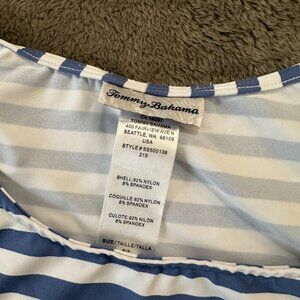 Tommy Bahama
TOMMY BAHAMA
400 FAIRVIEW AVE N
SEATTLE, WA 98109
USA
STYLE # SS500138
215
SHELL: 92% NYLON
8% SPANDEX
COQUILLE: 92% NYLON
8% SPANDEX
CULOTE: 92% NILON
8% SPANDEX
SIZE / TAILLE / TALLA